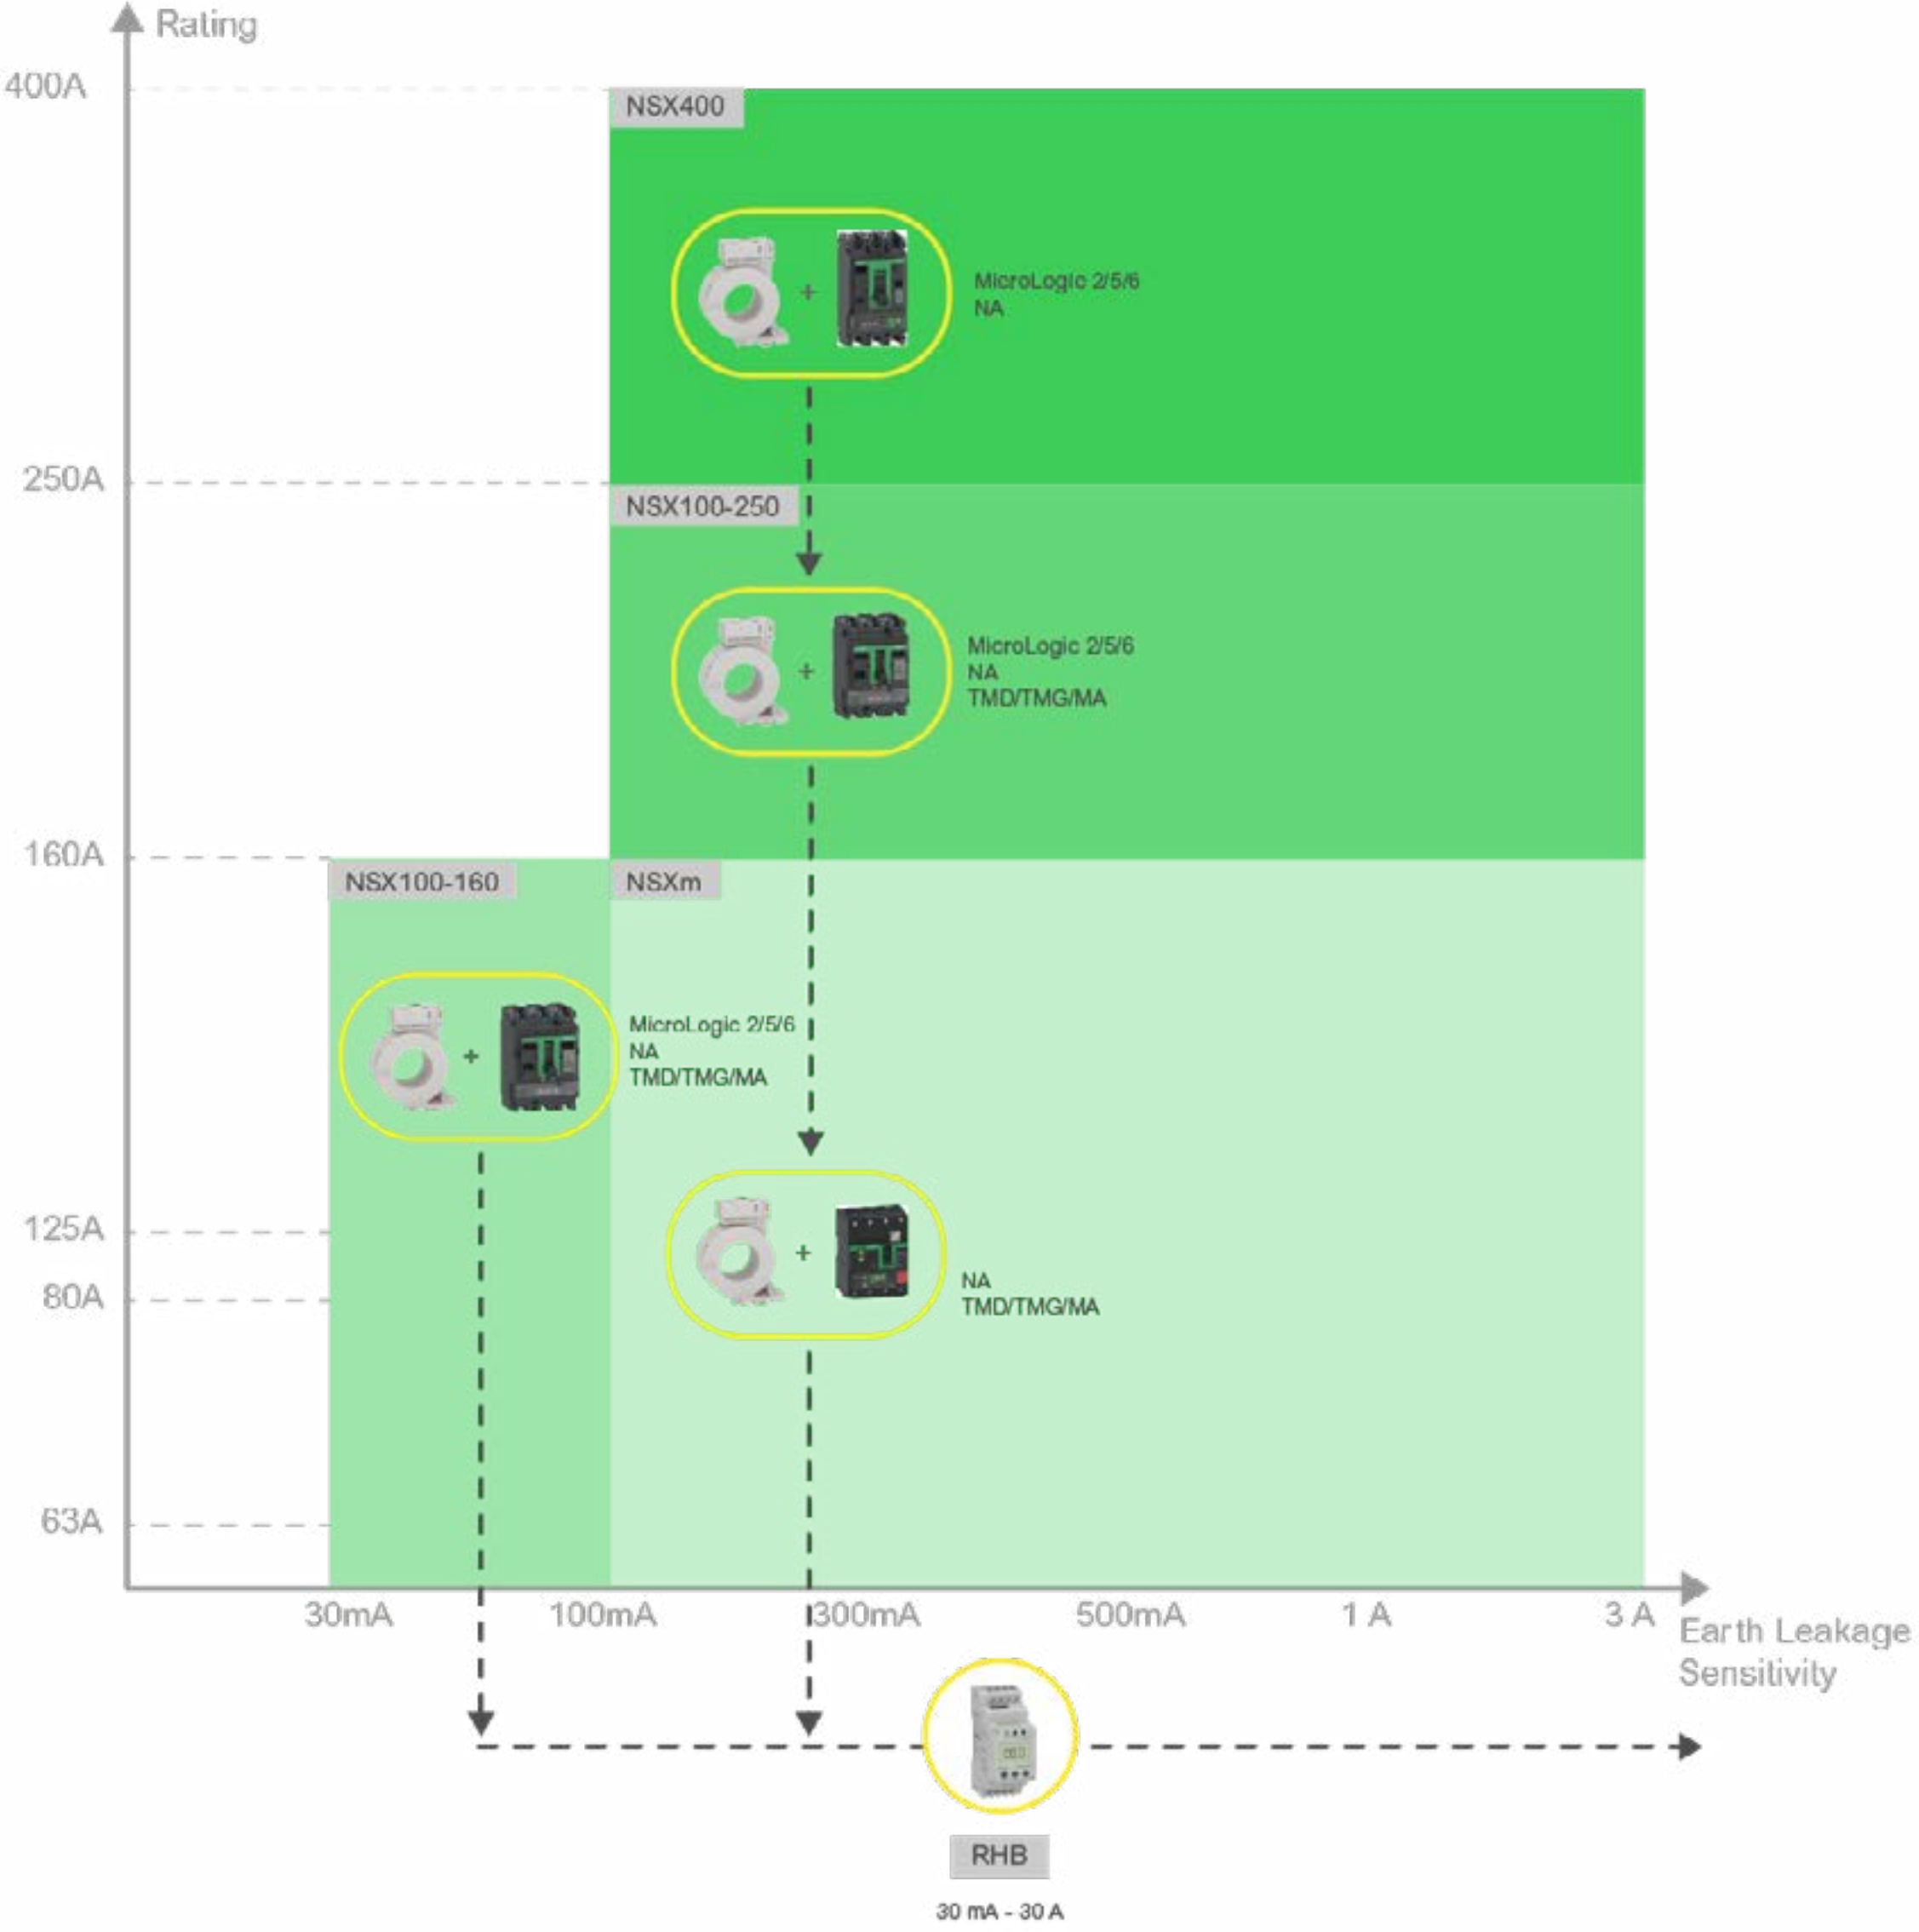 Rating
400A
NSX400
MicroLogic 2/5/6
NA
250A
NSX100-250
MicroLogic 2/5/6
NA
TMD/TMG/MA
160A
NSX100-160
NSXm
MicroLogic 2/5/6
NA
TMD/TMG/MA
125A
80A
NA
TMD/TMG/MA
63A
30mA 100mA 300mA 500mA 1 A 3 A
Earth Leakage
Sensitivity
RHB
30 mA - 30 A